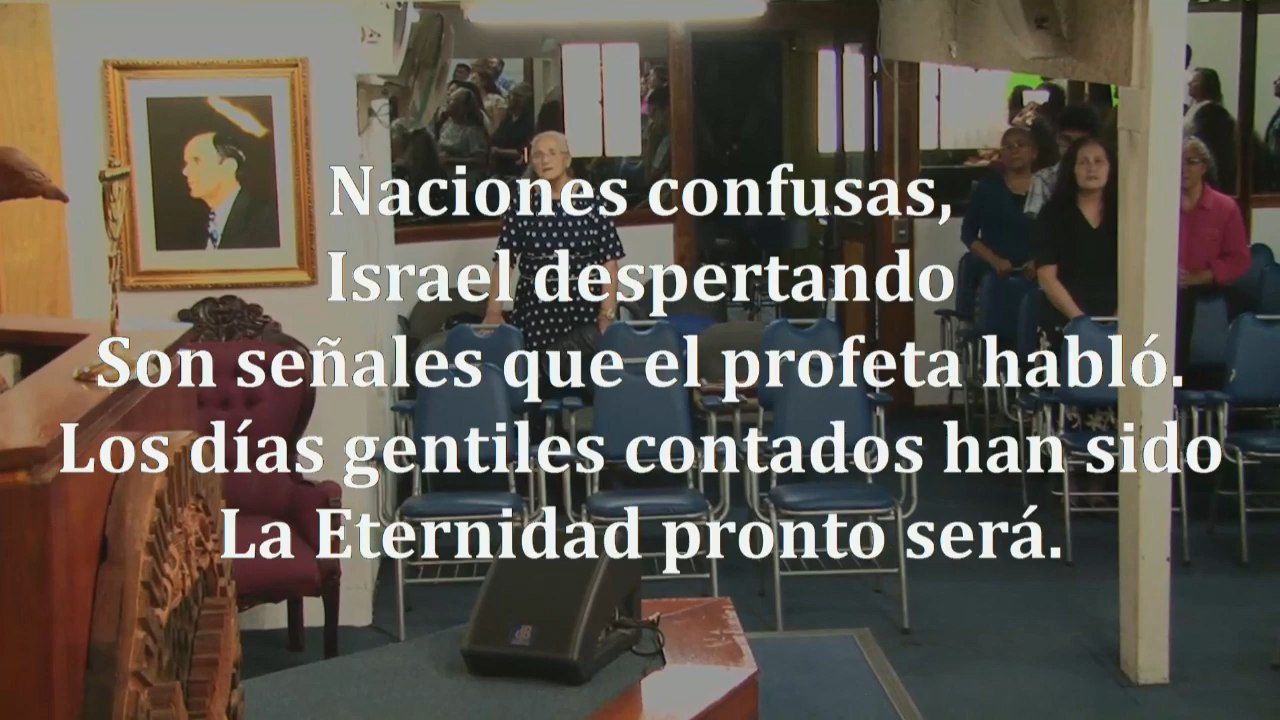 Naciones confusas,
Israel despertando
Son señales que el profeta habló.
Los días gentiles contados han sido
La Eternidad pronto será.